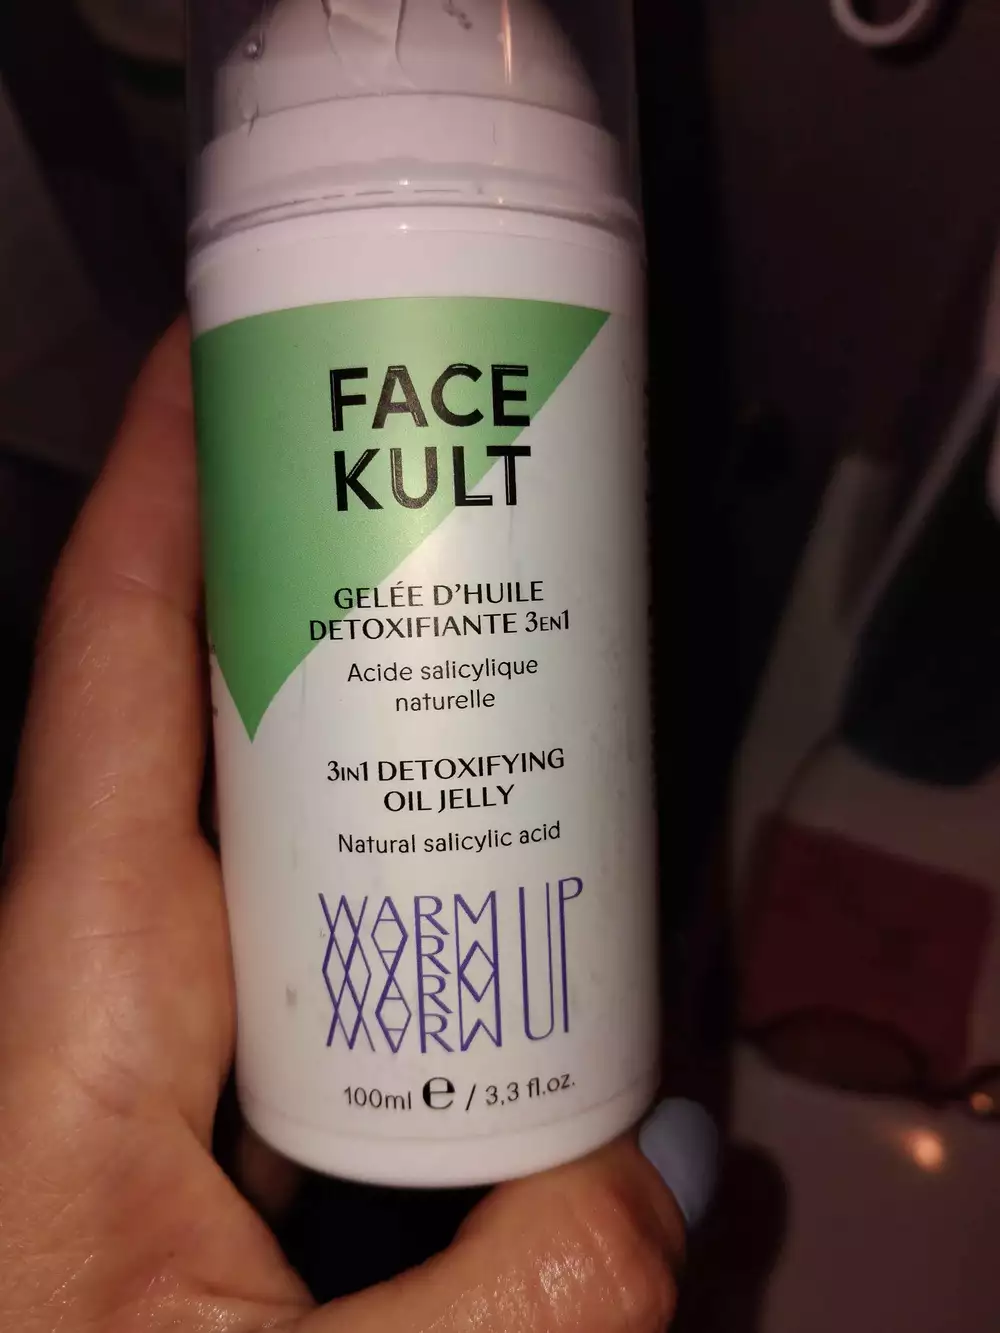 FACE
KULT
GELÉE D'HUILE
DETOXIFIANTE 3EN1
Acide salicylique
naturelle
3IN1 DETOXIFYING
OIL JELLY
Natural salicylic acid
WARM UP
100ml e / 3,3 fl.oz.